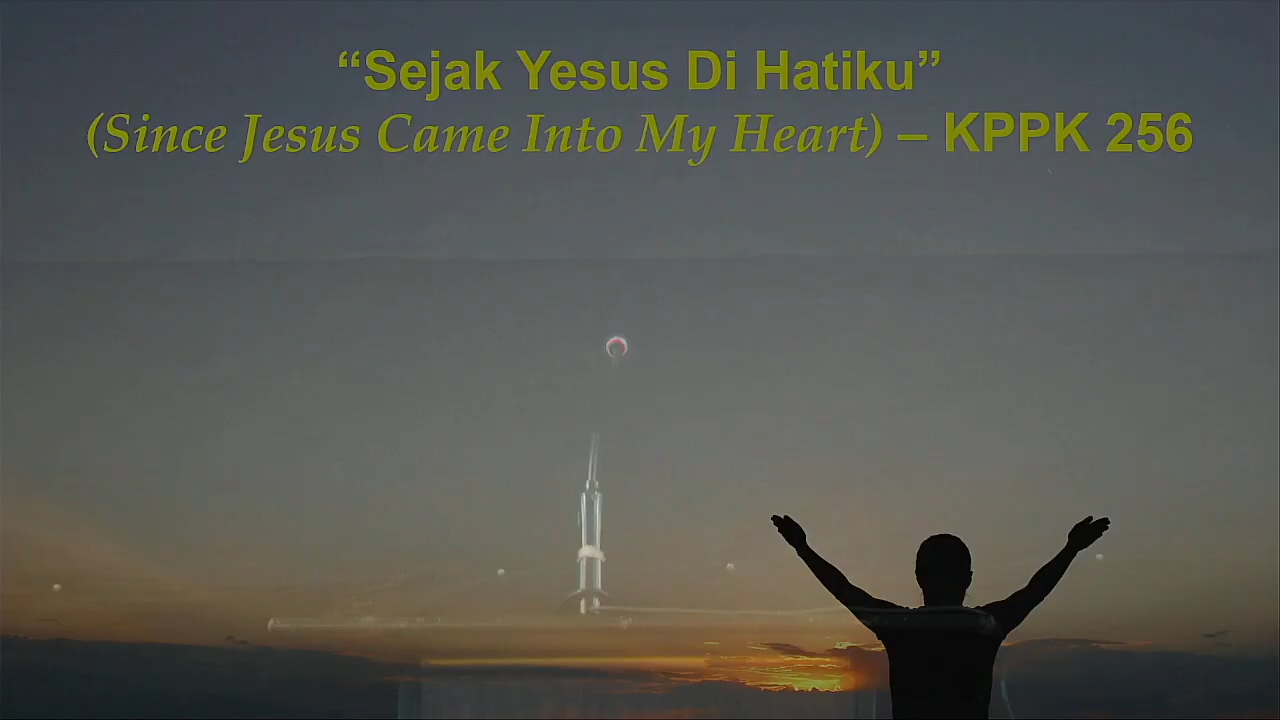 “Sejak Yesus Di Hatiku”
(Since Jesus Came Into My Heart) – KPPK 256